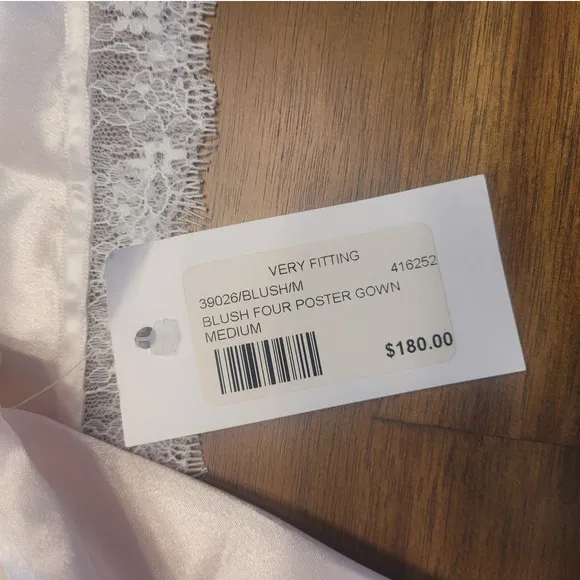 VERY FITTING
39026/BLUSH/M 416252
BLUSH FOUR POSTER GOWN
MEDIUM
$180.00